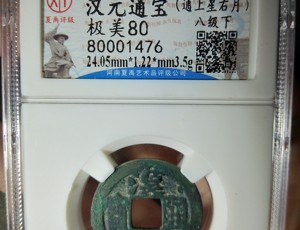 汉元通宝（通上星右月）
夏禹评级 极美80 八级下
80001476
24.05mm*1.22*mm3.5g
河南夏禹艺术品评级公司